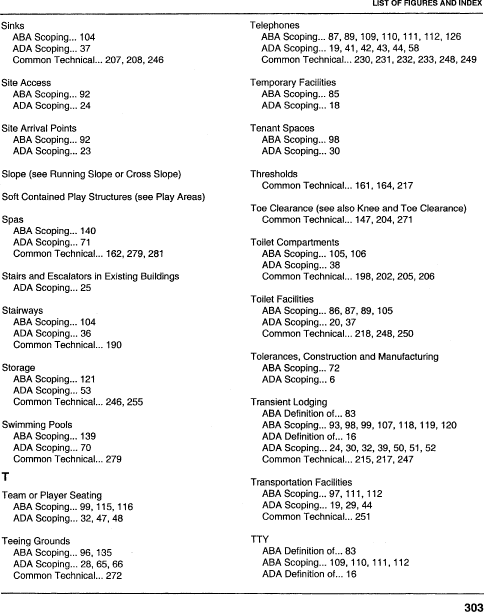 LIST OF FIGURES AND INDEX
Sinks
ABA Scoping... 104
ADA Scoping... 37
Common Technical... 207, 208, 246
Site Access
ABA Scoping... 92
ADA Scoping... 24
Site Arrival Points
ABA Scoping... 92
ADA Scoping... 23
Slope (see Running Slope or Cross Slope)
Soft Contained Play Structures (see Play Areas)
Spas
ABA Scoping... 140
ADA Scoping... 71
Common Technical... 162, 279, 281
Stairs and Escalators in Existing Buildings
ADA Scoping... 25
Stairways
ABA Scoping... 104
ADA Scoping... 36
Common Technical... 190
Storage
ABA Scoping... 121
ADA Scoping... 53
Common Technical... 246, 255
Swimming Pools
ABA Scoping... 139
ADA Scoping... 70
Common Technical... 279
T
Team or Player Seating
ABA Scoping... 99, 115, 116
ADA Scoping... 32, 47, 48
Teeing Grounds
ABA Scoping... 96, 135
ADA Scoping... 28, 65, 66
Common Technical... 272
Telephones
ABA Scoping... 87, 89, 109, 110, 111, 112, 126
ADA Scoping... 19, 41, 42, 43, 44, 58
Common Technical... 230, 231, 232, 233, 248, 249
Temporary Facilities
ABA Scoping... 85
ADA Scoping... 18
Tenant Spaces
ABA Scoping... 98
ADA Scoping... 30
Thresholds
Common Technical... 161, 164, 217
Toe Clearance (see also Knee and Toe Clearance)
Common Technical... 147, 204, 271
Toilet Compartments
ABA Scoping... 105, 106
ADA Scoping... 38
Common Technical... 198, 202, 205, 206
Toilet Facilities
ABA Scoping... 86, 87, 89, 105
ADA Scoping... 20, 37
Common Technical... 218, 248, 250
Tolerances, Construction and Manufacturing
ABA Scoping... 72
ADA Scoping... 6
Transient Lodging
ABA Definition of... 83
ABA Scoping... 93, 98, 99, 107, 118, 119, 120
ADA Definition of... 16
ADA Scoping... 24, 30, 32, 39, 50, 51, 52
Common Technical... 215, 217, 247
Transportation Facilities
ABA Scoping... 97, 111, 112
ADA Scoping... 19, 29, 44
Common Technical... 251
TTY
ABA Definition of... 83
ABA Scoping... 109, 110, 111, 112
ADA Definition of... 16
303